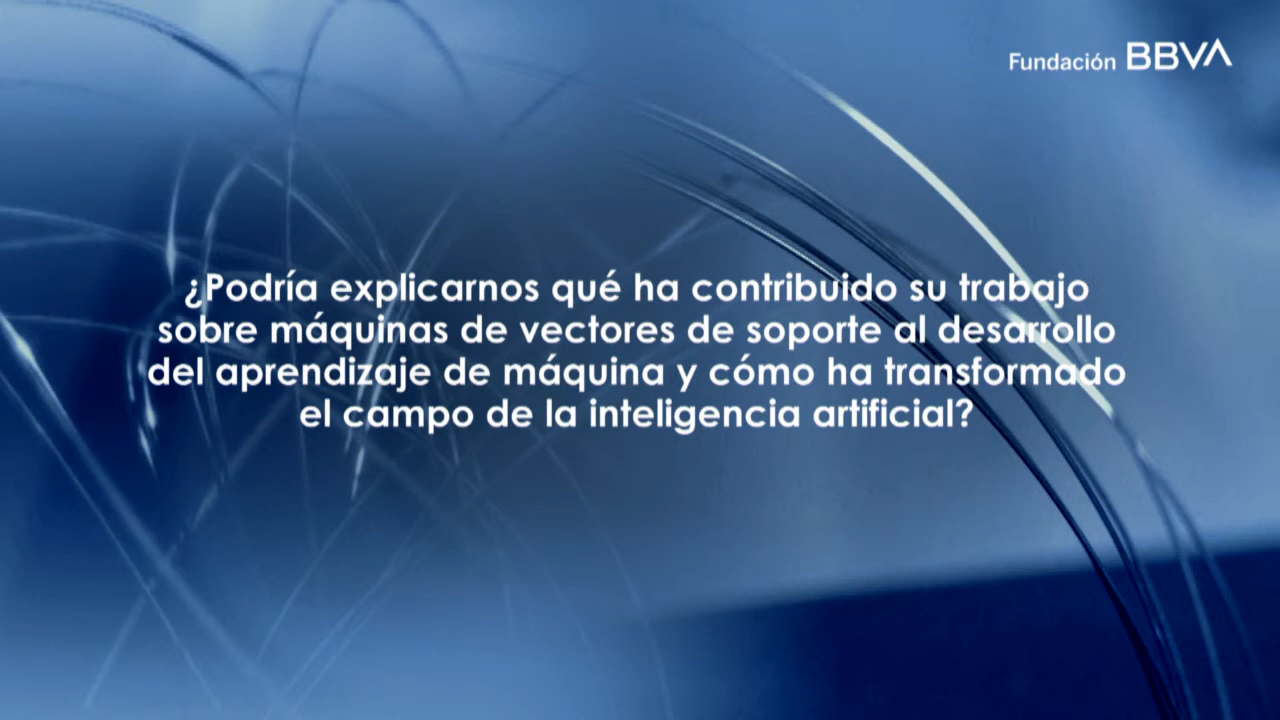 Fundación BBVA
¿Podría explicarnos qué ha contribuido su trabajo
sobre máquinas de vectores de soporte al desarrollo
del aprendizaje de máquina y cómo ha transformado
el campo de la inteligencia artificial?